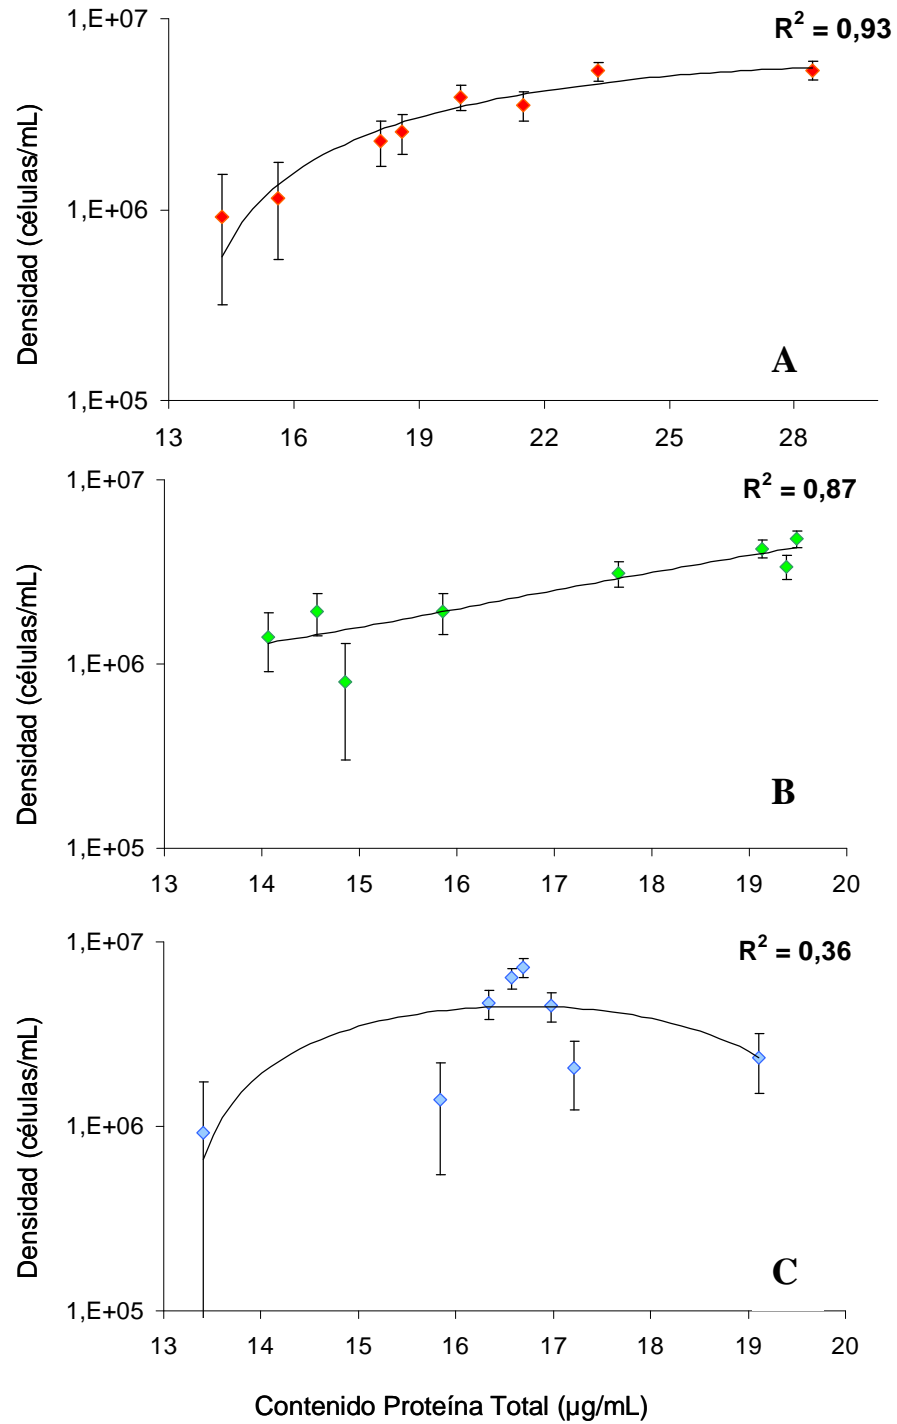 1,E+07
R² = 0,93
1,E+06
1,E+05
Densidad (células/mL)
A
13 16 19 22 25 28
1,E+07
R² = 0,87
1,E+06
1,E+05
Densidad (células/mL)
B
13 14 15 16 17 18 19 20
1,E+07
R² = 0,36
1,E+06
1,E+05
Densidad (células/mL)
C
13 14 15 16 17 18 19 20
Contenido Proteína Total (µg/mL)